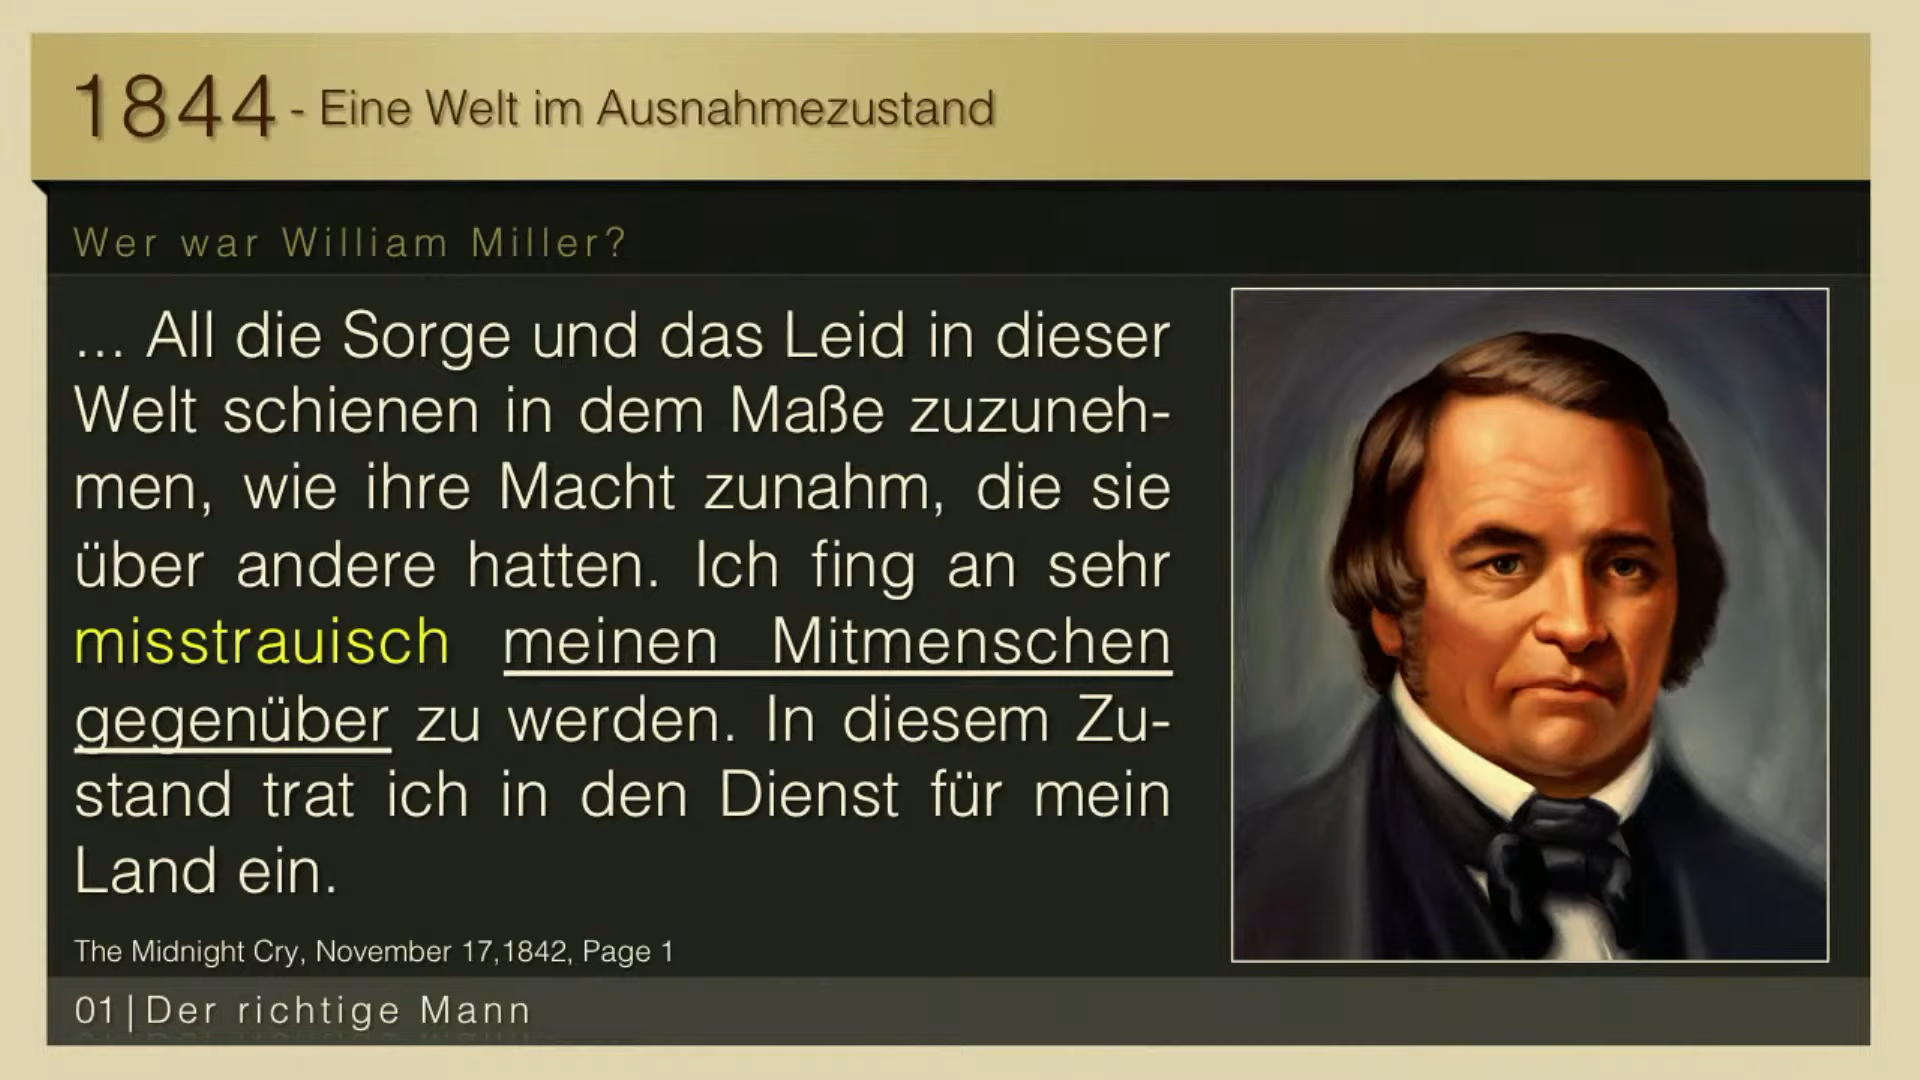 1844 - Eine Welt im Ausnahmezustand
Wer war William Miller?
... All die Sorge und das Leid in dieser
Welt schienen in dem Maße zuzuneh-
men, wie ihre Macht zunahm, die sie
über andere hatten. Ich fing an sehr
misstrauisch meinen Mitmenschen
gegenüber zu werden. In diesem Zu-
stand trat ich in den Dienst für mein
Land ein.
The Midnight Cry, November 17,1842, Page 1
01|Der richtige Mann